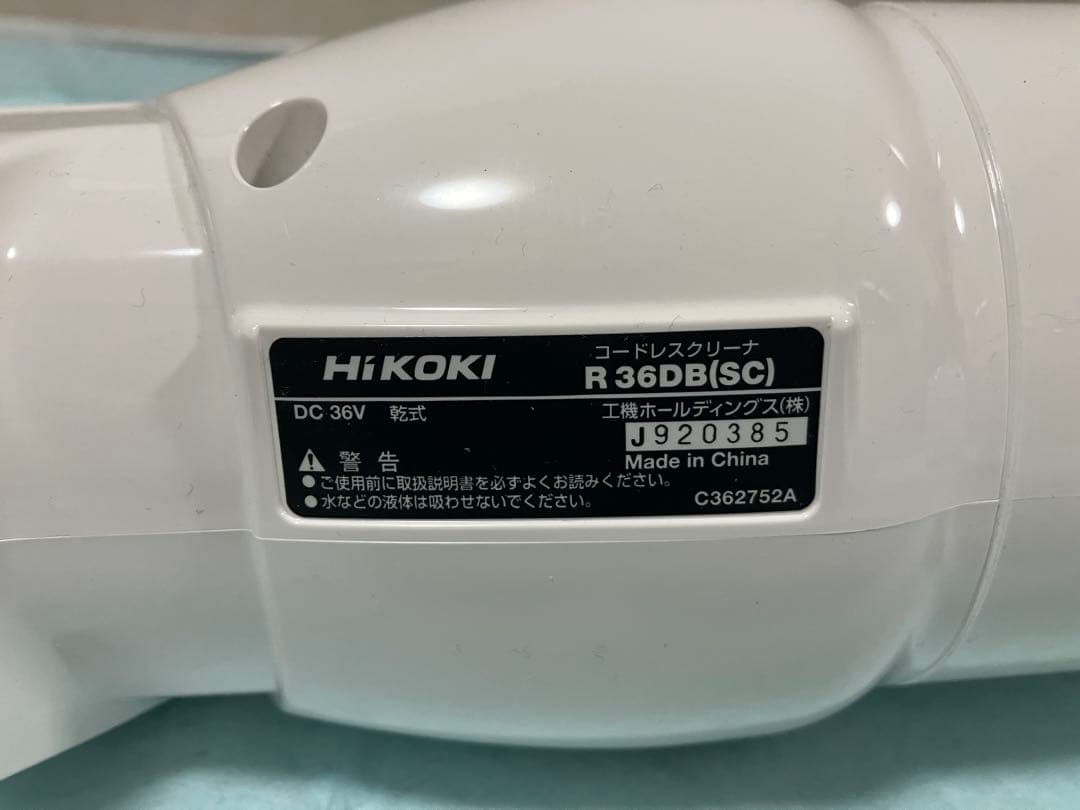 HiKOKI
コードレスクリーナ
R 36DB(SC)
DC 36V 乾式
工機ホールディングス(株)
J920385
Made in China
警告
●ご使用前に取扱説明書を必ずよくお読みください。
●水などの液体は吸わせないでください。
C362752A